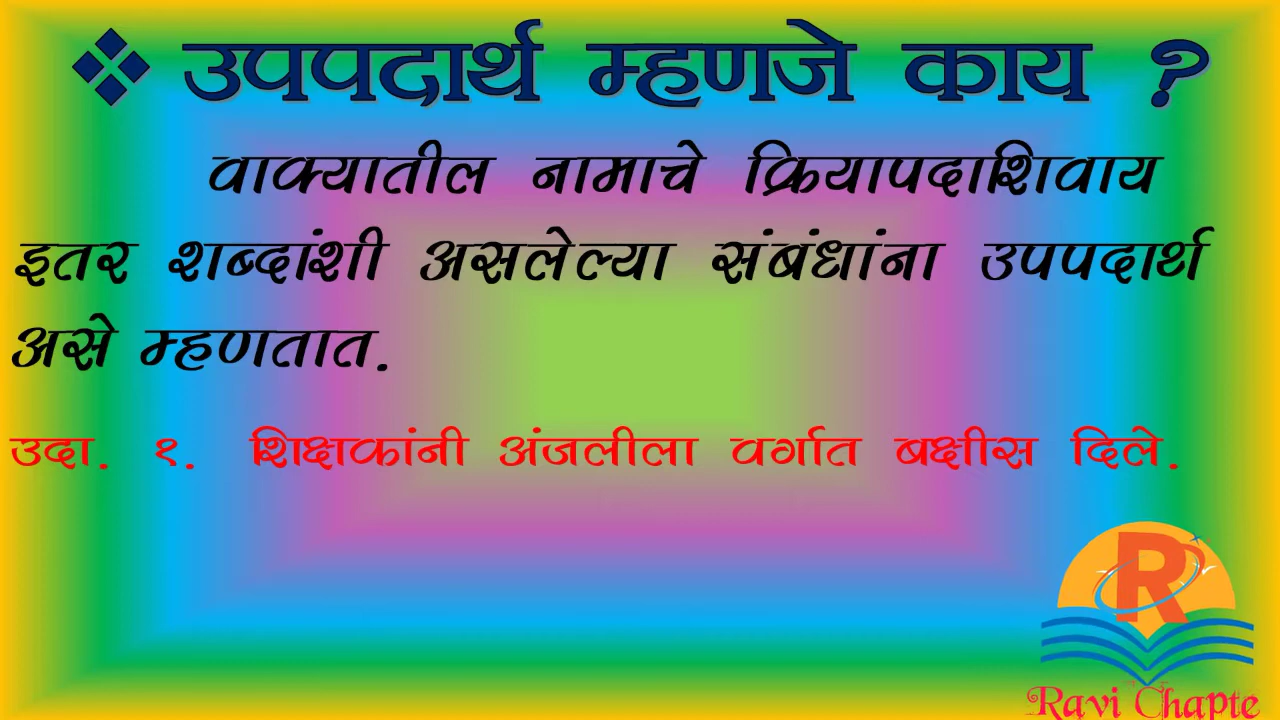 ❖ उपपदार्थ म्हणजे काय ?
वाक्यातील नामाचे क्रियापदाशिवाय
इतर शब्दांशी असलेल्या संबंधांना उपपदार्थ
असे म्हणतात.
उदा. १. शिक्षकांनी अंजलीला वर्गात बक्षीस दिले.
R
Ravi Chapte